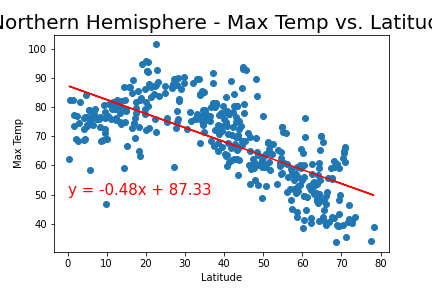 Northern Hemisphere - Max Temp vs. Latitud
100
90
80
70
60
50
40
Max Temp
y = -0.48x + 87.33
0 10 20 30 40 50 60 70 80
Latitude